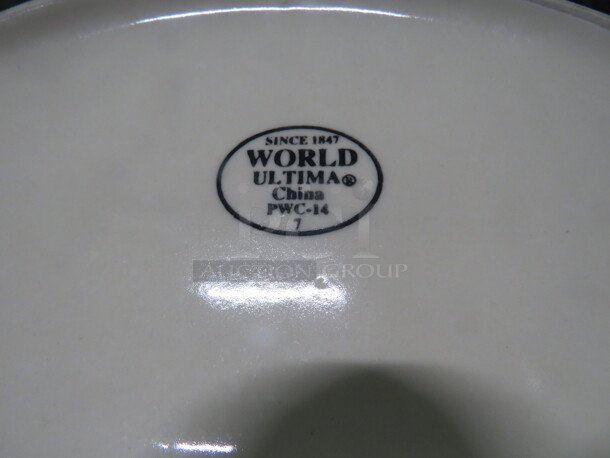 SINCE 1847
WORLD
ULTIMA®
China
PWC-14
7
AUCTION GROUP